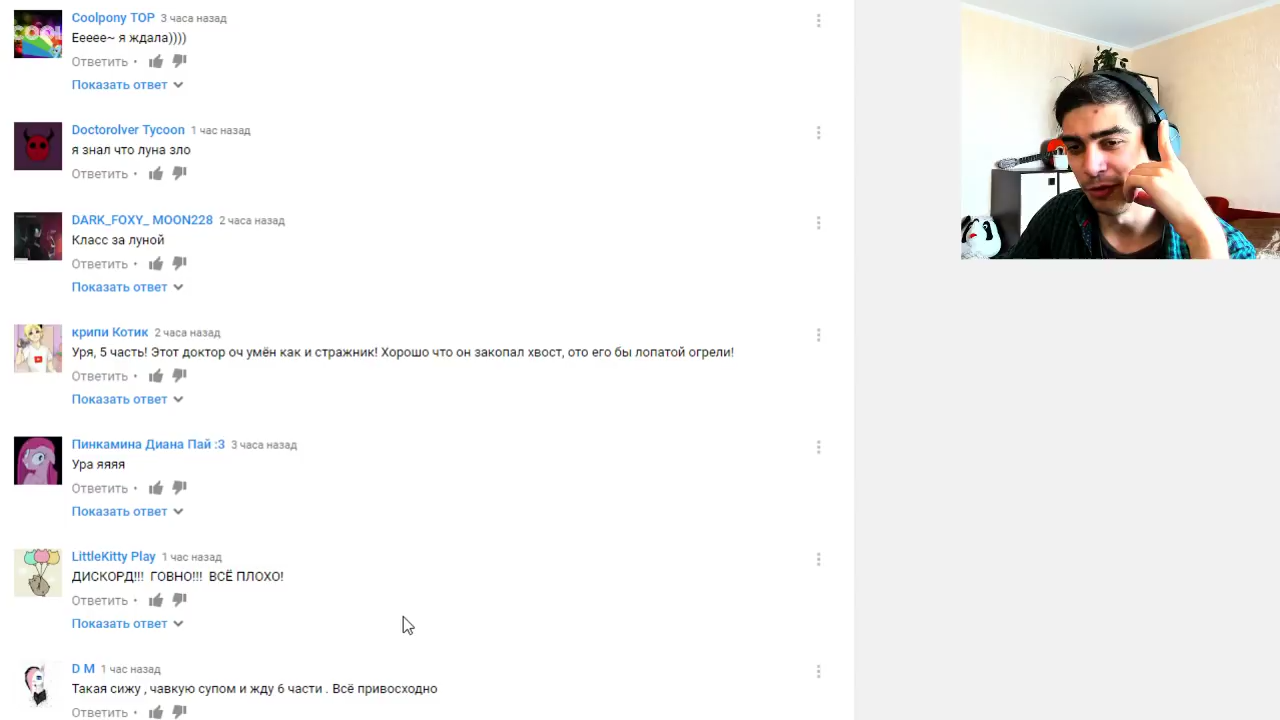 COOL
Coolpony TOP 3 часа назад
Ееееe~ я ждала))))
Ответить •
Показать ответ
Doctorolver Tycoon 1 час назад
я знал что луна зло
Ответить •
DARK_FOXY_ MOON228 2 часа назад
Класс за луной
Ответить •
Показать ответ
крипи Котик 2 часа назад
Уря, 5 часть! Этот доктор оч умён как и стражник! Хорошо что он закопал хвост, ото его бы лопатой огрели!
Ответить •
Показать ответ
Пинкамина Диана Пай :3 3 часа назад
Ура яяяя
Ответить •
Показать ответ
LittleKitty Play 1 час назад
ДИСКОРД!!! ГОВНО!!! ВСЁ ПЛОХО!
Ответить •
Показать ответ
D M 1 час назад
Такая сижу , чавкую супом и жду 6 части . Всё привосходно
Ответить •